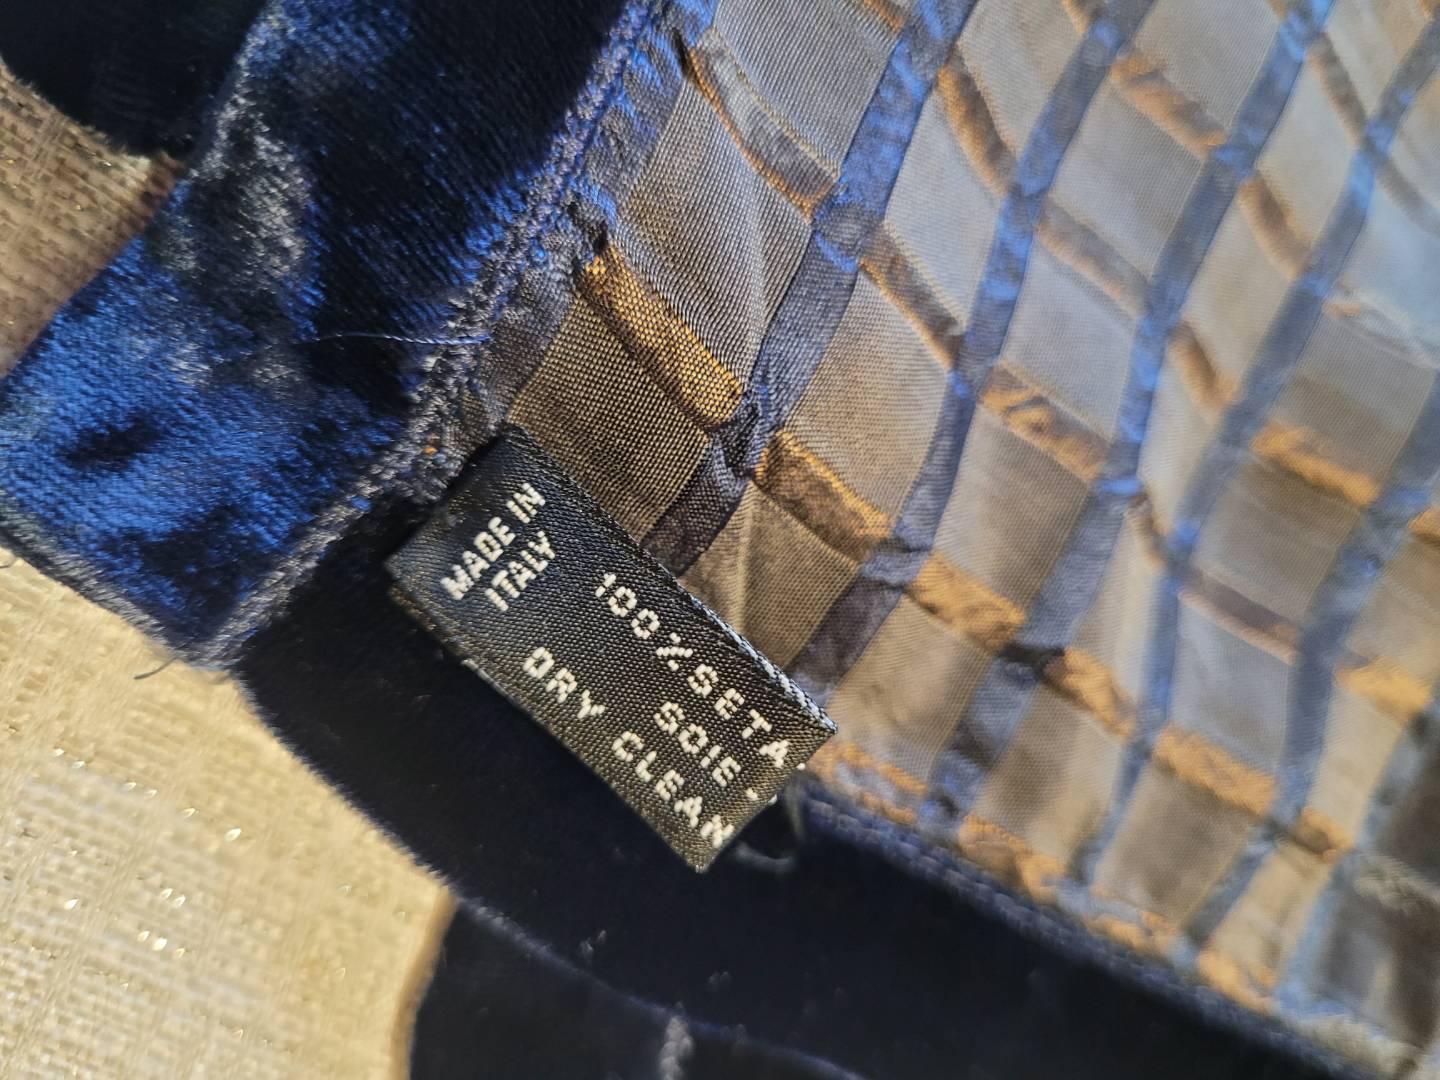 MADE IN
ITALY
100%SETA
SOIE
DRY CLEAN